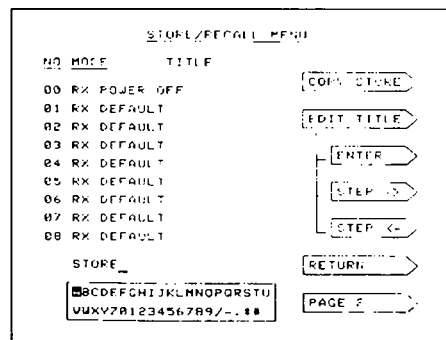 STORE/RECALL MENU
NO MODE TITLE
00 RX POWER OFF
01 RX DEFAULT
02 RX DEFAULT
03 RX DEFAULT
04 RX DEFAULT
05 RX DEFAULT
06 RX DEFAULT
07 RX DEFAULT
08 RX DEFAULT
STORE_
ABCDEFGHIJKLMNOPQRSTU
VWXYZ0123456789/-.*#
COPY STORE
EDIT TITLE
ENTER
STEP ->
STEP <-
RETURN
PAGE 2